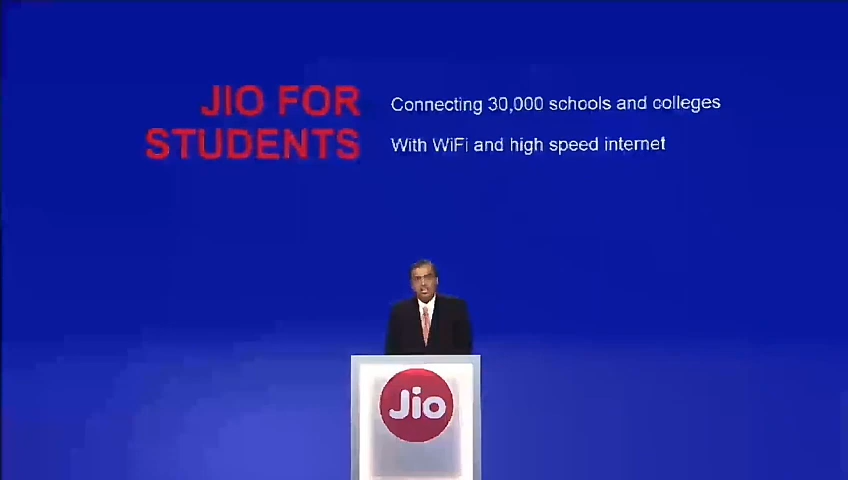 JIO FOR
STUDENTS
Connecting 30,000 schools and colleges
With WiFi and high speed internet
Jio